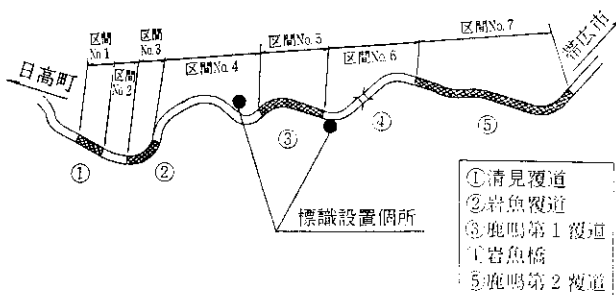 区間No.1
区間No.2
区間No.3
区間No.4
区間No.5
区間No.6
区間No.7
日高町
帯広市
①
②
③
④
⑤
標識設置個所
①清見覆道
②岩魚覆道
③鹿鳴第1覆道
④岩魚橋
⑤鹿鳴第2覆道